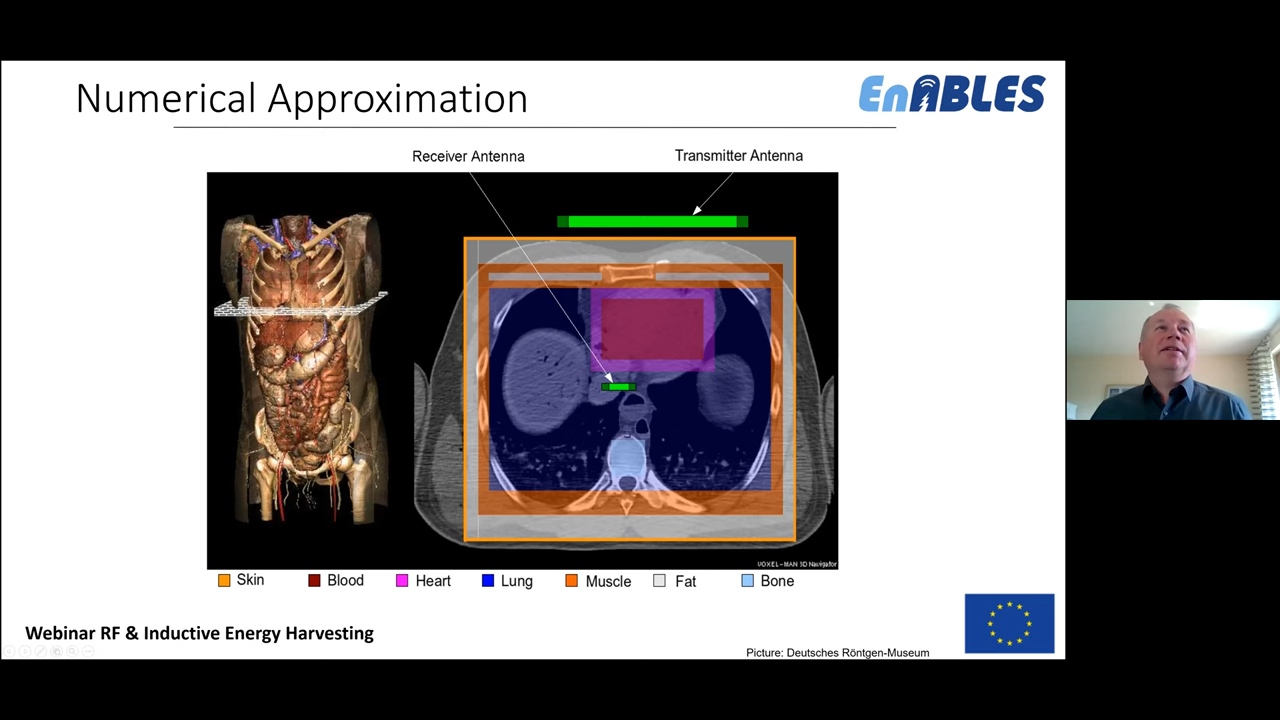 Numerical Approximation
EnABLES
Receiver Antenna
Transmitter Antenna
VOXEL-MAN 3D Navigator
Skin
Blood
Heart
Lung
Muscle
Fat
Bone
Webinar RF & Inductive Energy Harvesting
Picture: Deutsches Röntgen-Museum